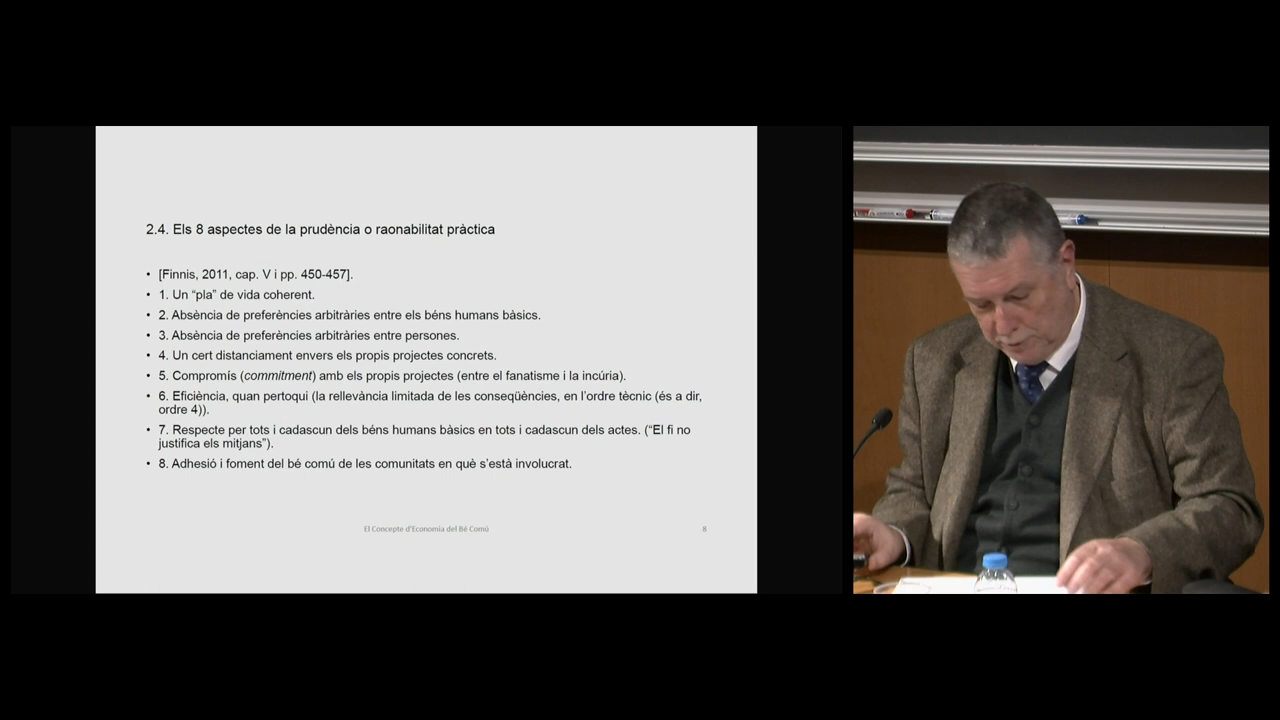 2.4. Els 8 aspectes de la prudència o raonabilitat pràctica
• [Finnis, 2011, cap. V i pp. 450-457].
• 1. Un “pla” de vida coherent.
• 2. Absència de preferències arbitràries entre els béns humans bàsics.
• 3. Absència de preferències arbitràries entre persones.
• 4. Un cert distanciament envers els propis projectes concrets.
• 5. Compromís (commitment) amb els propis projectes (entre el fanatisme i la incúria).
• 6. Eficiència, quan pertoqui (la rellevància limitada de les conseqüències, en l’ordre tècnic (és a dir,
ordre 4)).
• 7. Respecte per tots i cadascun dels béns humans bàsics en tots i cadascun dels actes. (“El fi no
justifica els mitjans”).
• 8. Adhesió i foment del bé comú de les comunitats en què s’està involucrat.
El Concepte d'Economia del Bé Comú
8